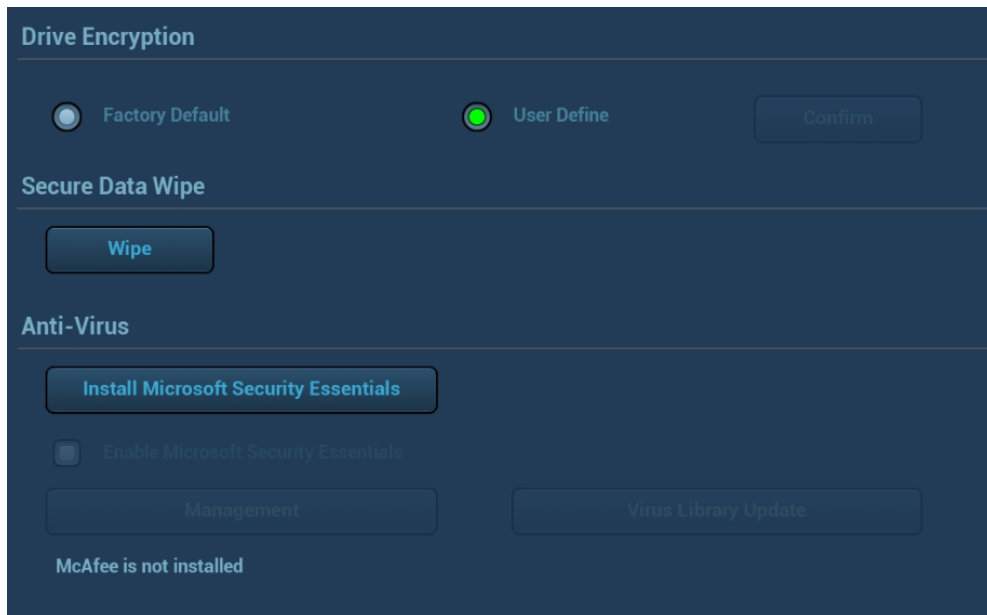 Drive Encryption
Factory Default User Define Confirm
Secure Data Wipe
Wipe
Anti-Virus
Install Microsoft Security Essentials
Enable Microsoft Security Essentials
Management Virus Library Update
McAfee is not installed